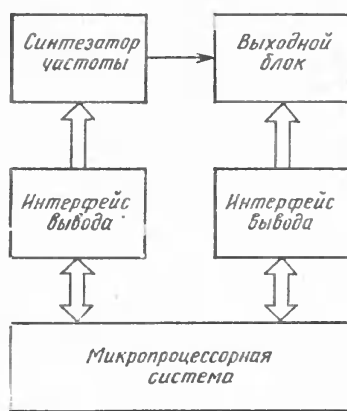 Синтезатор
частоты
Выходной
блок
Интерфейс
вывода
Интерфейс
вывода
Микропроцессорная
система